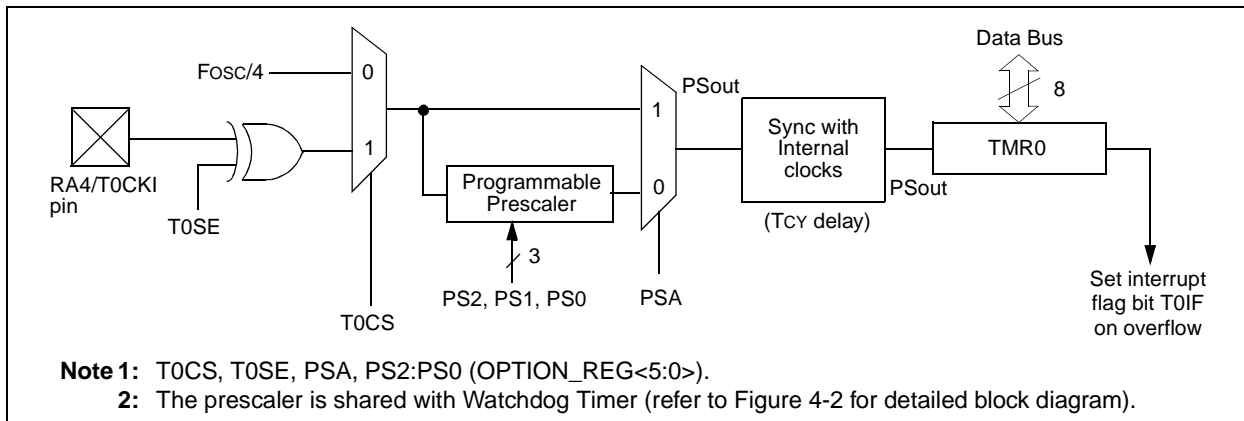 Data Bus
8
FOSC/4
0
1
PSout
1
0
Sync with
Internal
clocks
TMR0
RA4/T0CKI
pin
T0SE
Programmable
Prescaler
PSout
(TCY delay)
3
PS2, PS1, PS0
PSA
T0CS
Set interrupt
flag bit T0IF
on overflow
Note 1: T0CS, T0SE, PSA, PS2:PS0 (OPTION_REG<5:0>).
2: The prescaler is shared with Watchdog Timer (refer to Figure 4-2 for detailed block diagram).